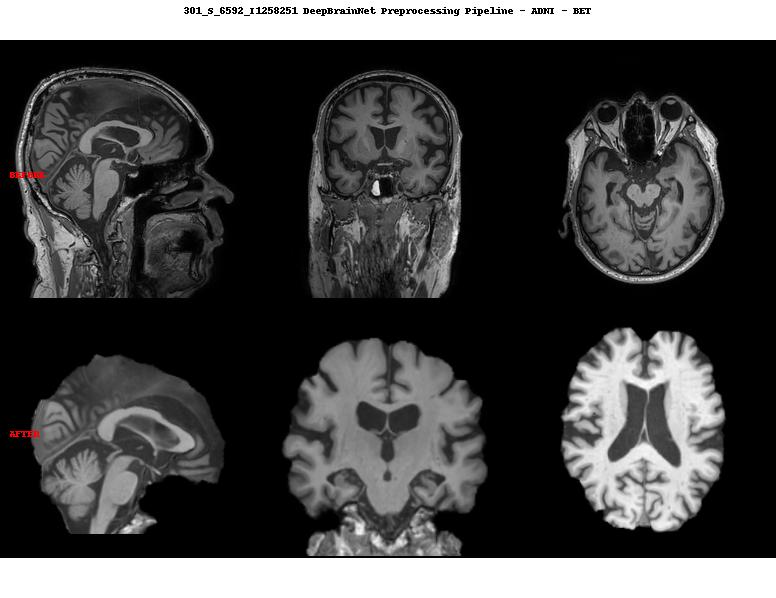 301_S_6592_I1258251 DeepBrainNet Preprocessing Pipeline - ADNI - BET
BEFORE
AFTER